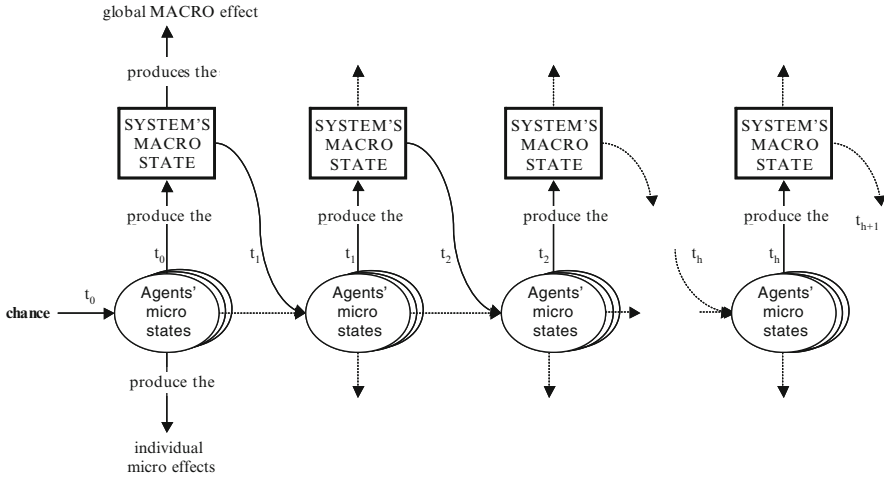 global MACRO effect
produces the
SYSTEM'S
MACRO
STATE
SYSTEM'S
MACRO
STATE
SYSTEM'S
MACRO
STATE
SYSTEM'S
MACRO
STATE
produce the
produce the
produce the
produce the
t₀
t₁
t₁
t₂
t₂
tₕ
tₕ
tₕ₊₁
chance
t₀
Agents'
micro
states
Agents'
micro
states
Agents'
micro
states
Agents'
micro
states
produce the
individual
micro effects